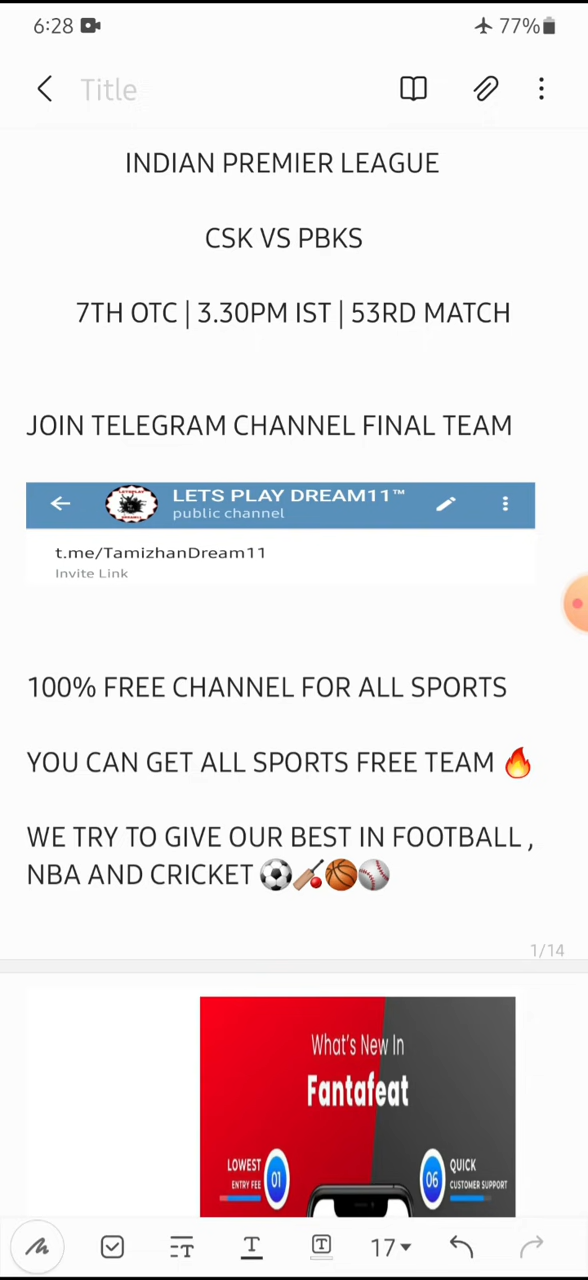 6:28
77%
Title
INDIAN PREMIER LEAGUE
CSK VS PBKS
7TH OTC | 3.30PM IST | 53RD MATCH
JOIN TELEGRAM CHANNEL FINAL TEAM
LETS PLAY DREAM11™
public channel
t.me/TamizhanDream11
Invite Link
100% FREE CHANNEL FOR ALL SPORTS
YOU CAN GET ALL SPORTS FREE TEAM 🔥
WE TRY TO GIVE OUR BEST IN FOOTBALL ,
NBA AND CRICKET ⚽🏏🏀⚾
1/14
What's New In
Fantafeat
LOWEST
ENTRY FEE
01
06
QUICK
CUSTOMER SUPPORT
17